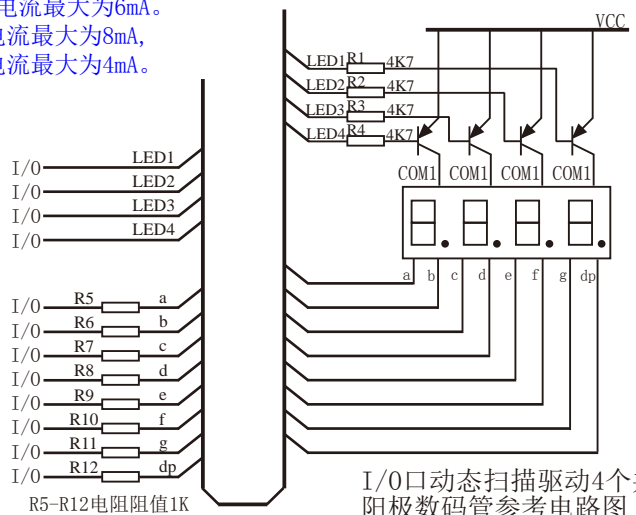 电流最大为6mA。
电流最大为8mA,
电流最大为4mA。
VCC
LED1 R1 4K7
LED2 R2 4K7
LED3 R3 4K7
LED4 R4 4K7
COM1 COM1 COM1 COM1
I/O LED1
I/O LED2
I/O LED3
I/O LED4
a b c d e f g dp
I/O R5 a
I/O R6 b
I/O R7 c
I/O R8 d
I/O R9 e
I/O R10 f
I/O R11 g
I/O R12 dp
R5-R12电阻阻值1K
I/O口动态扫描驱动4个
阳极数码管参考电路图